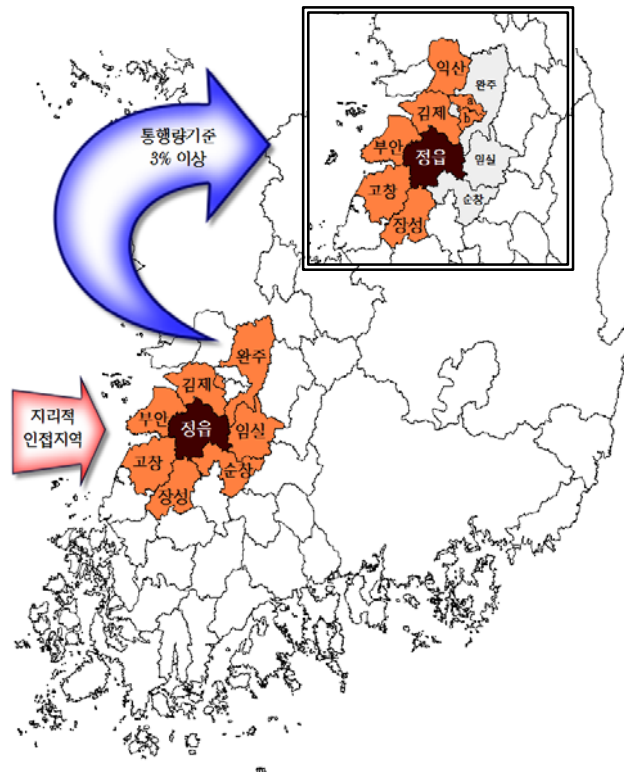 통행량기준
3% 이상
익산
완주
a
김제
b
부안
정읍
임실
고창
순창
장성
완주
김제
지리적
인접지역
부안
정읍
임실
고창
순창
장성